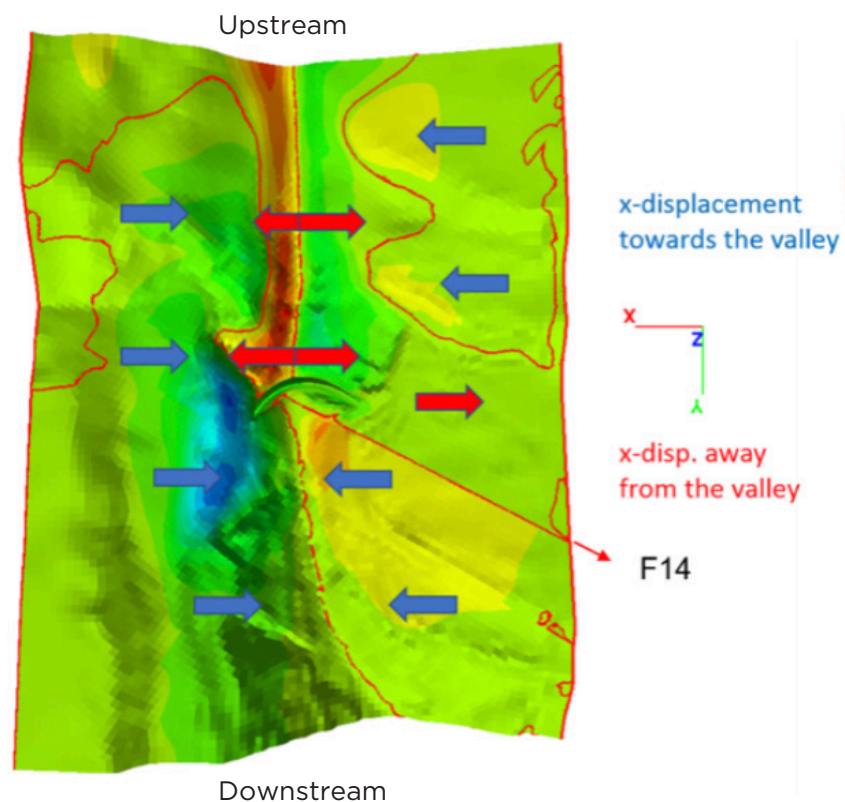 Upstream
x-displacement
towards the valley
X
Z
Y
x-disp. away
from the valley
F14
Downstream